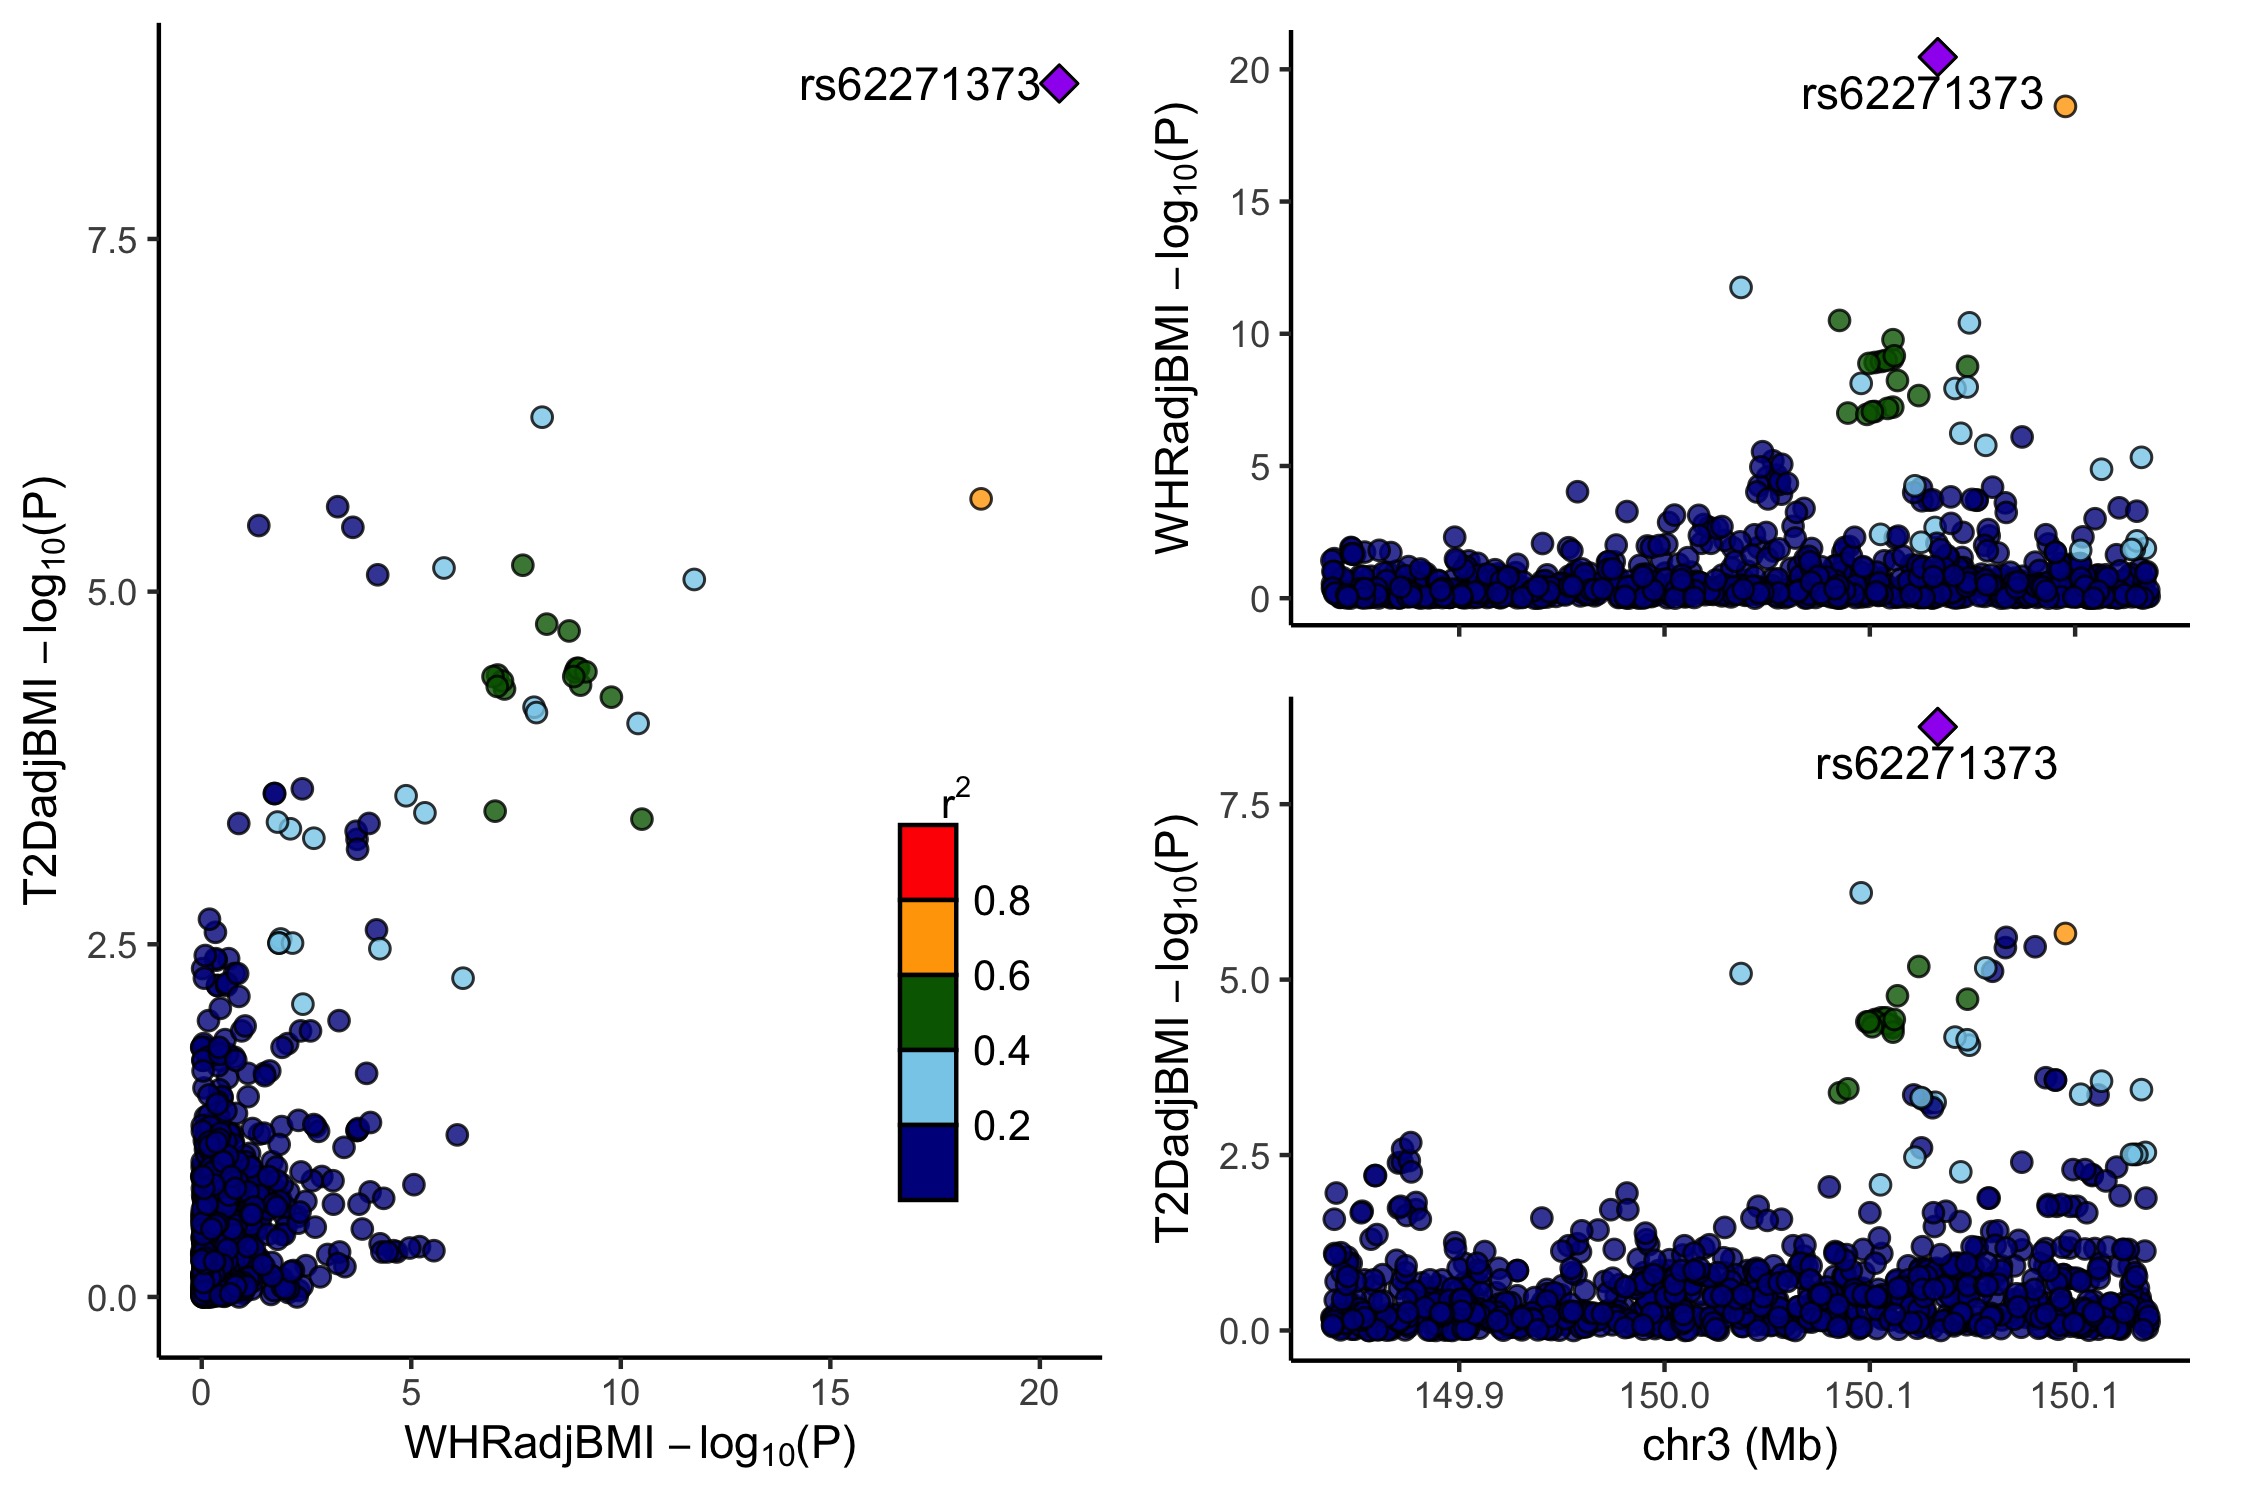 rs62271373
7.5
5.0
2.5
0.0
T2DadjBMI −log10(P)
0 5 10 15 20
WHRadjBMI −log10(P)
r2
0.8
0.6
0.4
0.2
rs62271373
20
15
10
5
0
WHRadjBMI −log10(P)
rs62271373
7.5
5.0
2.5
0.0
T2DadjBMI −log10(P)
149.9 150.0 150.1 150.1
chr3 (Mb)